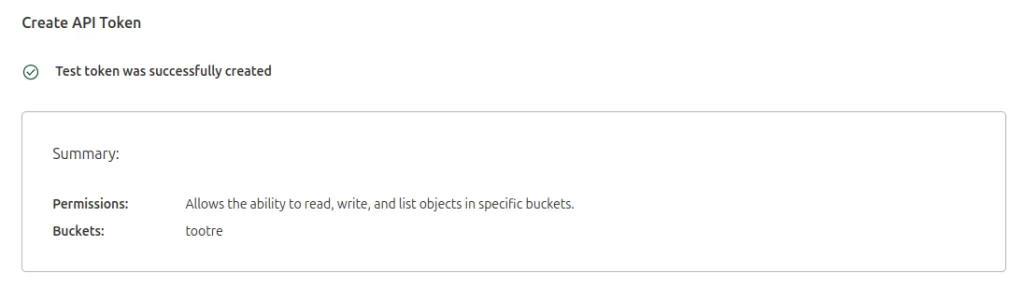 Create API Token
Test token was successfully created
Summary:
Permissions: Allows the ability to read, write, and list objects in specific buckets.
Buckets: tootre